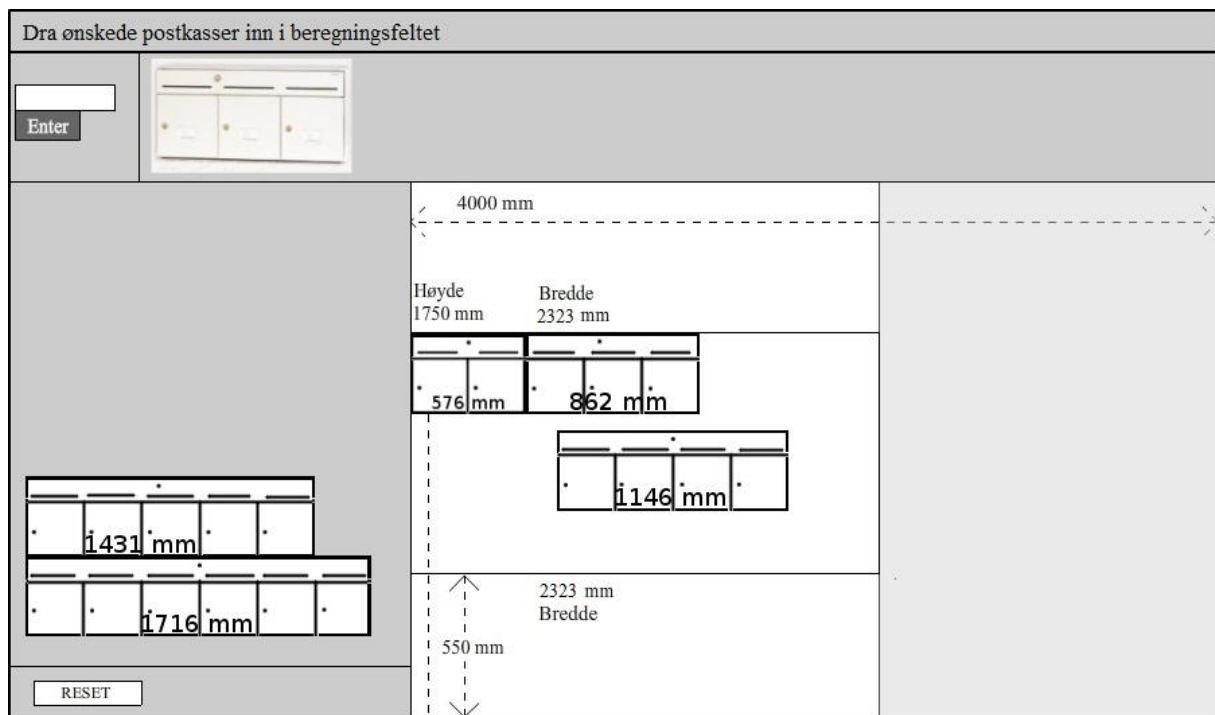 Dra ønskede postkasser inn i beregningsfeltet
Enter
4000 mm
Høyde
1750 mm
Bredde
2323 mm
576 mm
862 mm
1146 mm
1431 mm
1716 mm
2323 mm
Bredde
550 mm
RESET